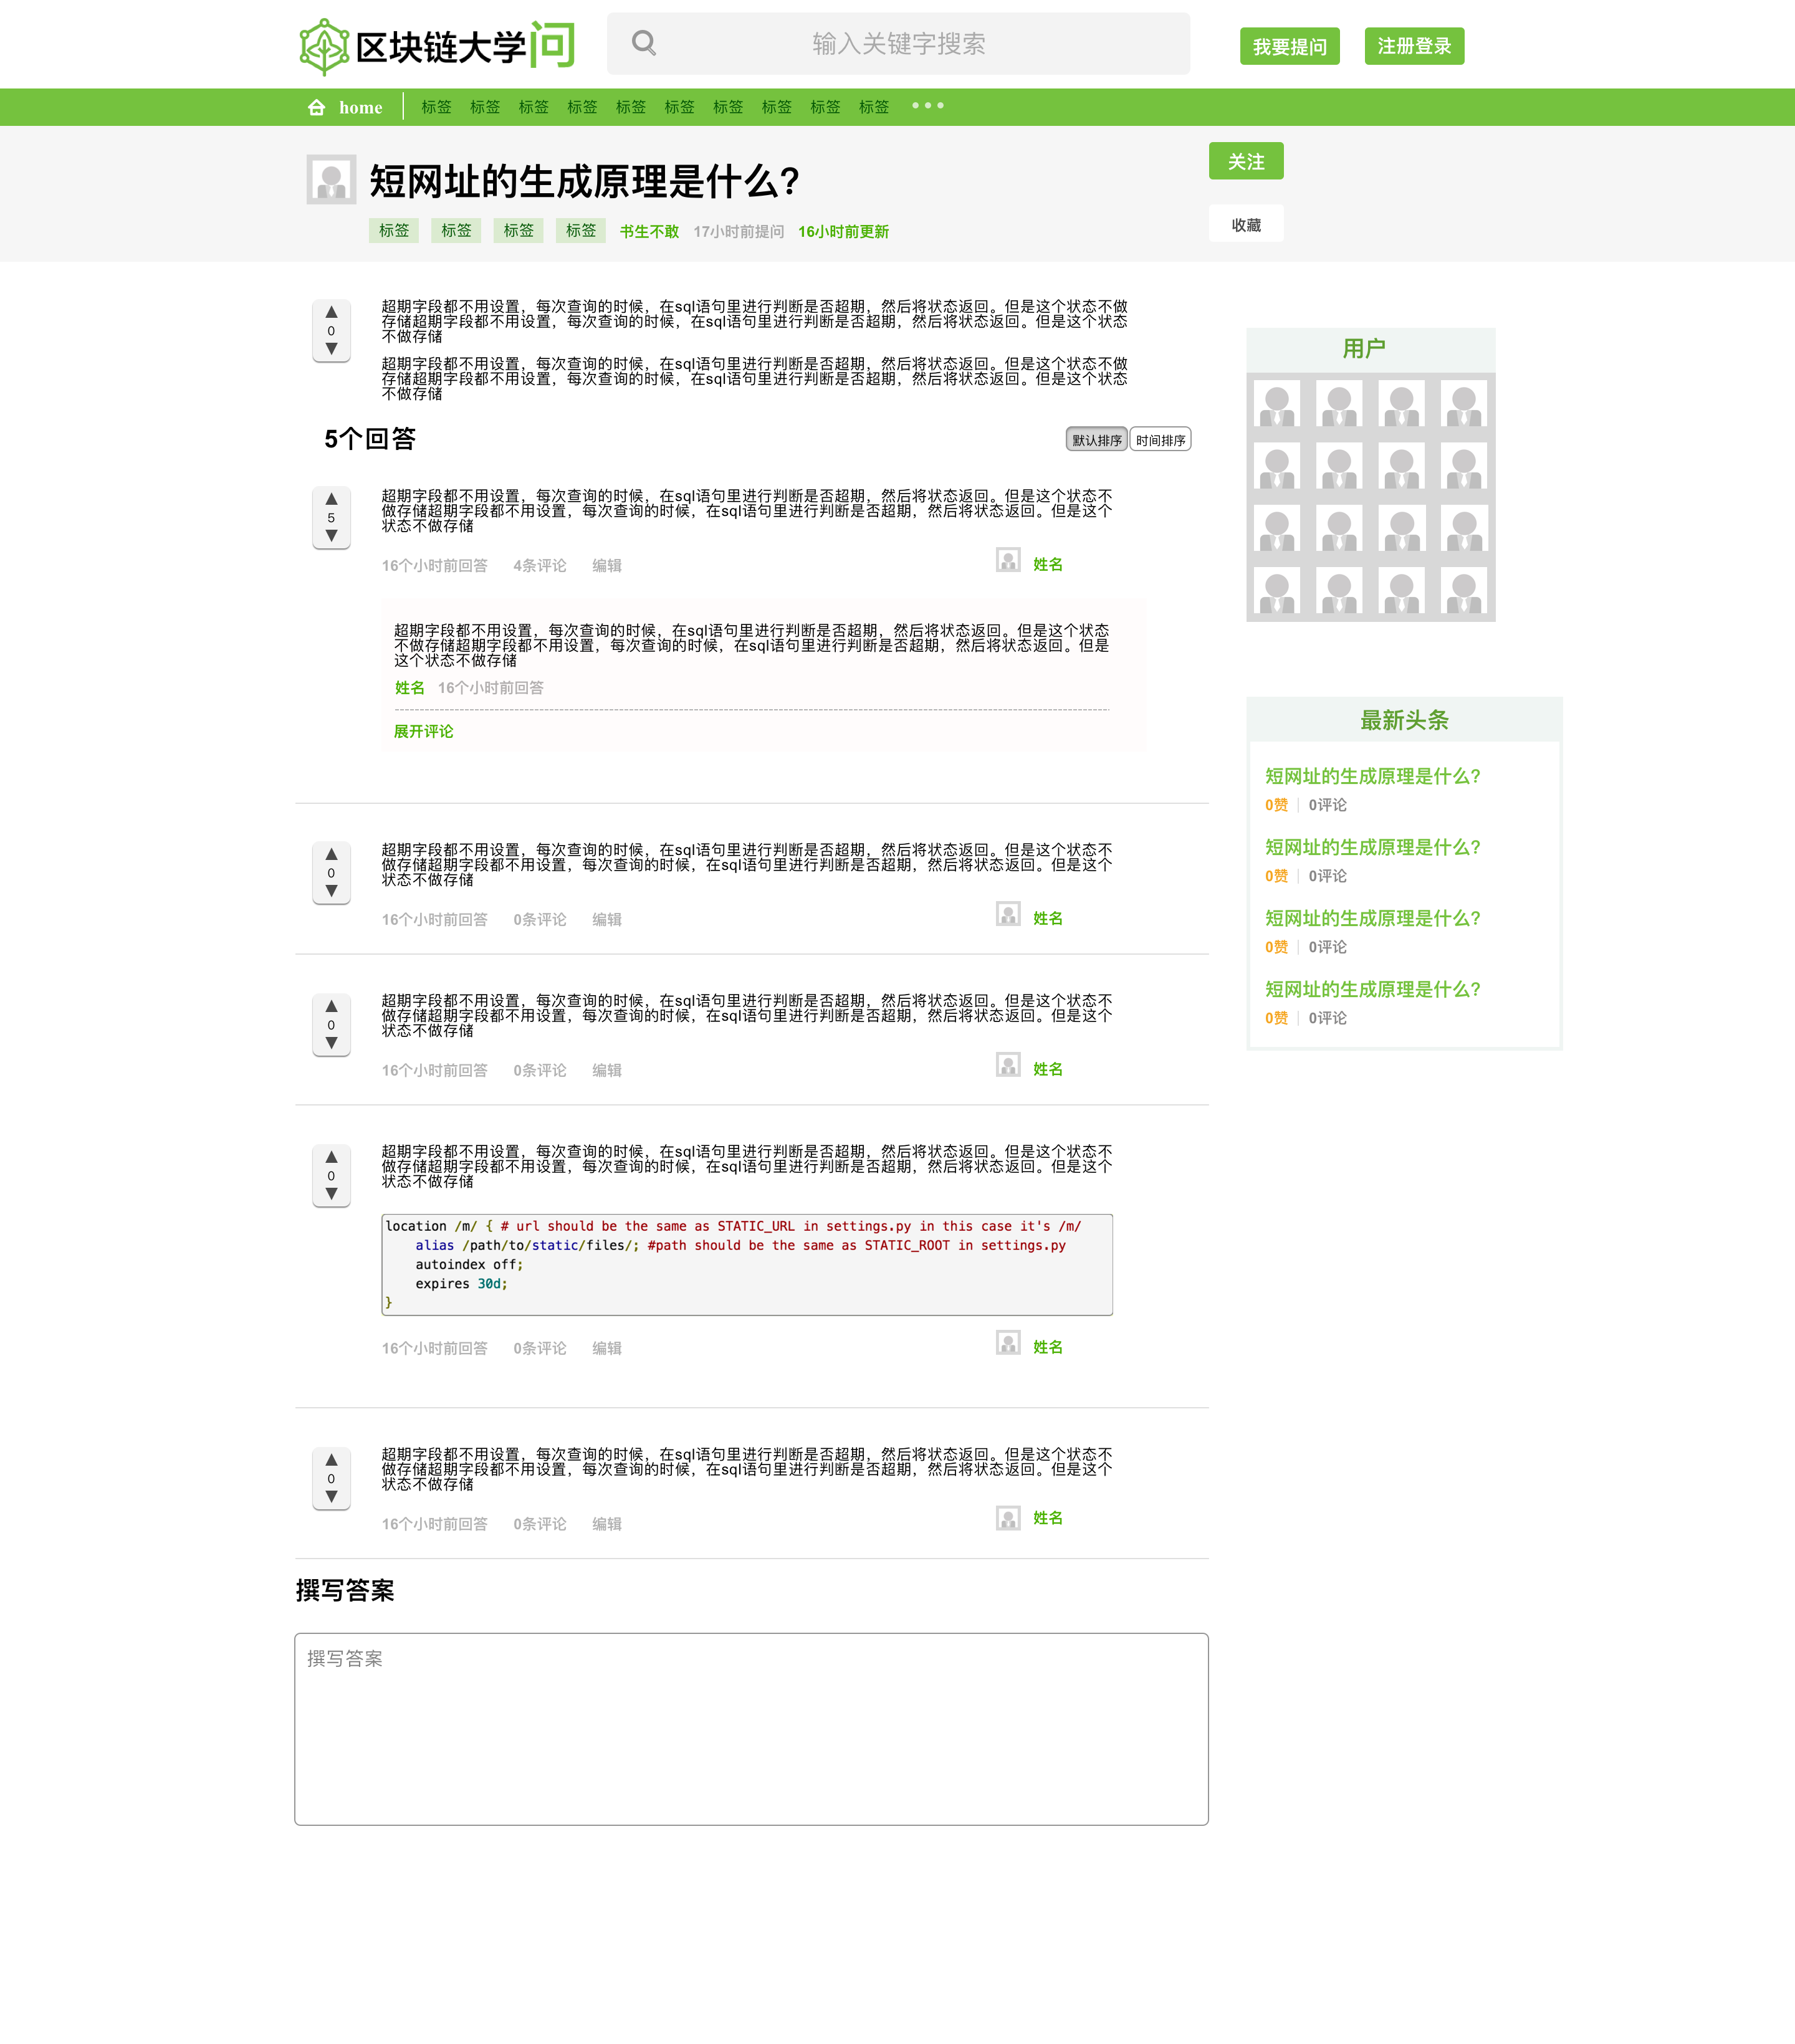 区块链大学问
输入关键字搜索
我要提问
注册登录
home 标签 标签 标签 标签 标签 标签 标签 标签 标签 标签
短网址的生成原理是什么?
关注
标签 标签 标签 标签 书生不敢 17小时前提问 16小时前更新
收藏
0
超期字段都不用设置，每次查询的时候，在sql语句里进行判断是否超期，然后将状态返回。但是这个状态不做
存储超期字段都不用设置，每次查询的时候，在sql语句里进行判断是否超期，然后将状态返回。但是这个状态
不做存储
超期字段都不用设置，每次查询的时候，在sql语句里进行判断是否超期，然后将状态返回。但是这个状态不做
存储超期字段都不用设置，每次查询的时候，在sql语句里进行判断是否超期，然后将状态返回。但是这个状态
不做存储
5个回答
默认排序 时间排序
5
超期字段都不用设置，每次查询的时候，在sql语句里进行判断是否超期，然后将状态返回。但是这个状态不
做存储超期字段都不用设置，每次查询的时候，在sql语句里进行判断是否超期，然后将状态返回。但是这个
状态不做存储
16个小时前回答 4条评论 编辑 姓名
超期字段都不用设置，每次查询的时候，在sql语句里进行判断是否超期，然后将状态返回。但是这个状态
不做存储超期字段都不用设置，每次查询的时候，在sql语句里进行判断是否超期，然后将状态返回。但是
这个状态不做存储
姓名 16个小时前回答
展开评论
0
超期字段都不用设置，每次查询的时候，在sql语句里进行判断是否超期，然后将状态返回。但是这个状态不
做存储超期字段都不用设置，每次查询的时候，在sql语句里进行判断是否超期，然后将状态返回。但是这个
状态不做存储
16个小时前回答 0条评论 编辑 姓名
0
超期字段都不用设置，每次查询的时候，在sql语句里进行判断是否超期，然后将状态返回。但是这个状态不
做存储超期字段都不用设置，每次查询的时候，在sql语句里进行判断是否超期，然后将状态返回。但是这个
状态不做存储
16个小时前回答 0条评论 编辑 姓名
0
超期字段都不用设置，每次查询的时候，在sql语句里进行判断是否超期，然后将状态返回。但是这个状态不
做存储超期字段都不用设置，每次查询的时候，在sql语句里进行判断是否超期，然后将状态返回。但是这个
状态不做存储
location /m/ { # url should be the same as STATIC_URL in settings.py in this case it's /m/
    alias /path/to/static/files/; #path should be the same as STATIC_ROOT in settings.py
    autoindex off;
    expires 30d;
}
16个小时前回答 0条评论 编辑 姓名
0
超期字段都不用设置，每次查询的时候，在sql语句里进行判断是否超期，然后将状态返回。但是这个状态不
做存储超期字段都不用设置，每次查询的时候，在sql语句里进行判断是否超期，然后将状态返回。但是这个
状态不做存储
16个小时前回答 0条评论 编辑 姓名
撰写答案
撰写答案
用户
最新头条
短网址的生成原理是什么?
0赞 0评论
短网址的生成原理是什么?
0赞 0评论
短网址的生成原理是什么?
0赞 0评论
短网址的生成原理是什么?
0赞 0评论